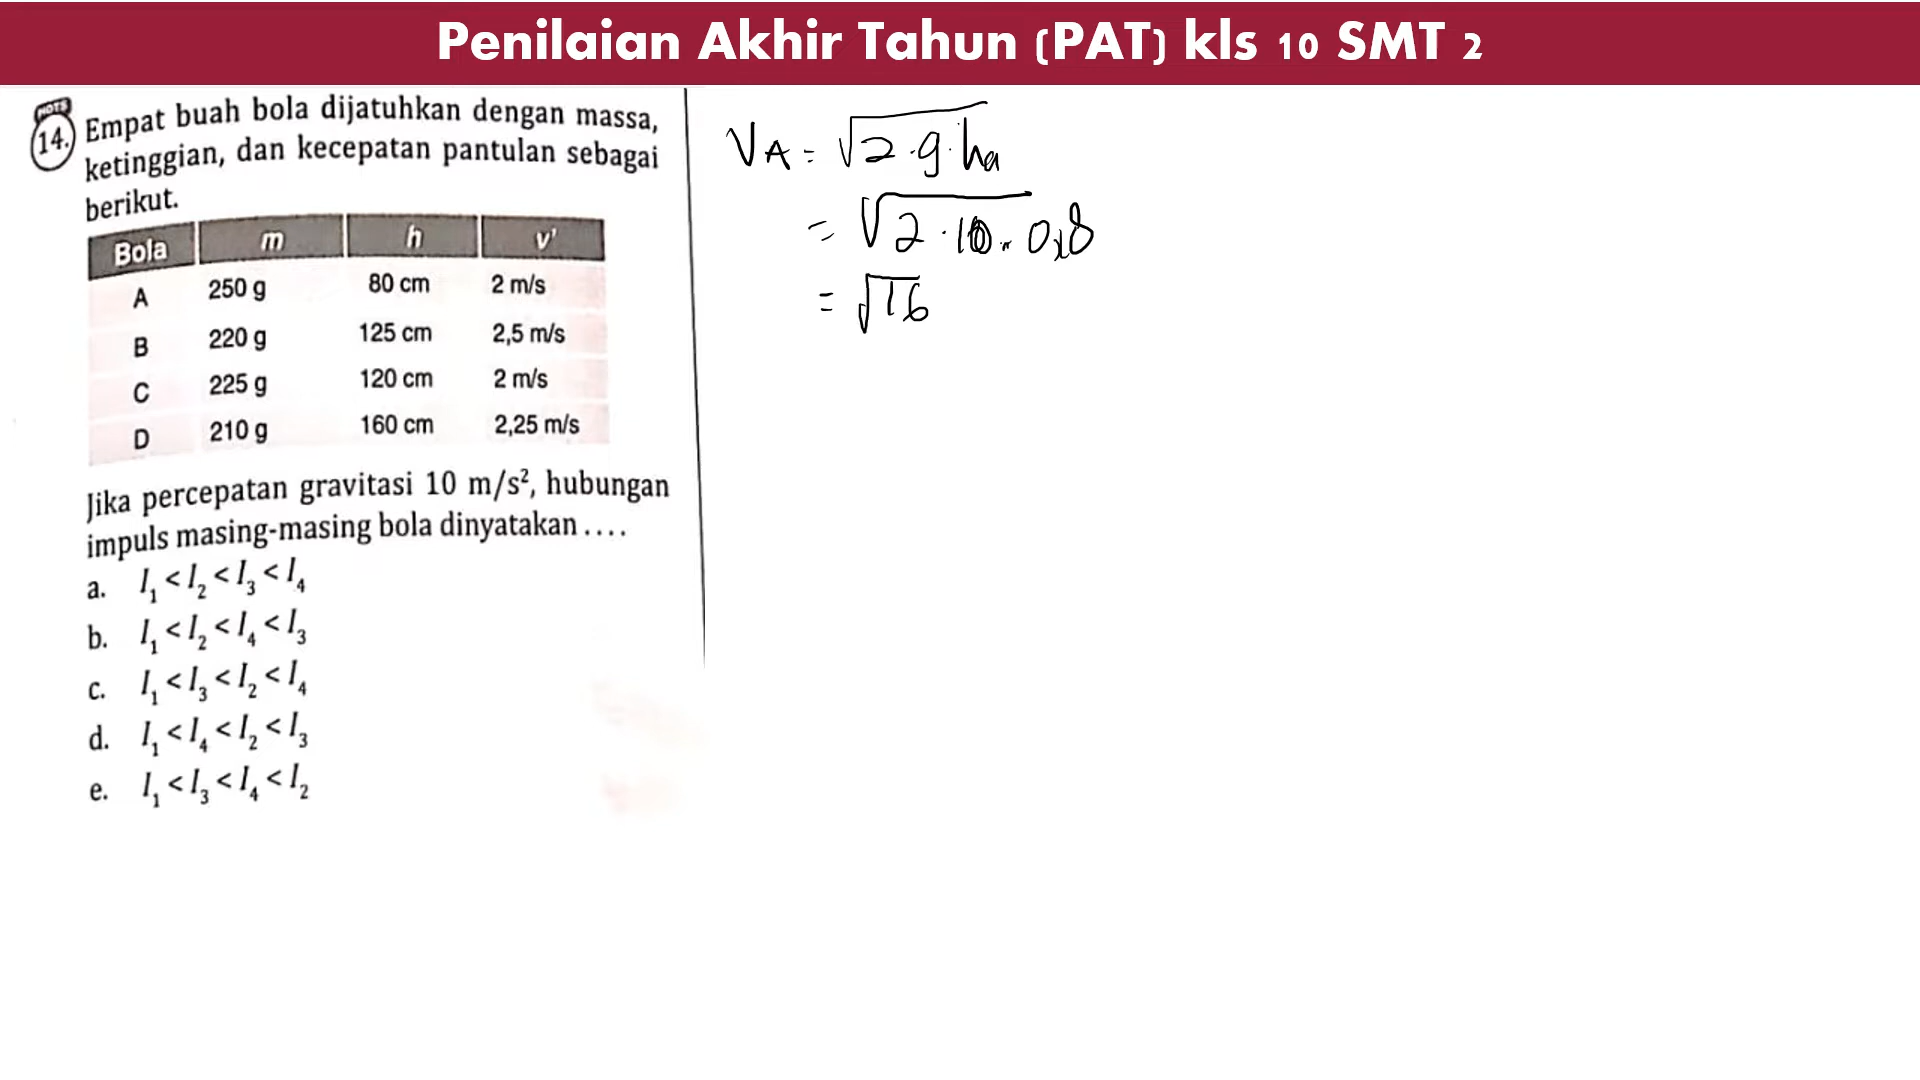 Penilaian Akhir Tahun (PAT) kls 10 SMT 2
HOTS
14. Empat buah bola dijatuhkan dengan massa,
ketinggian, dan kecepatan pantulan sebagai
berikut.
Bola m h v'
A 250 g 80 cm 2 m/s
B 220 g 125 cm 2,5 m/s
C 225 g 120 cm 2 m/s
D 210 g 160 cm 2,25 m/s
Jika percepatan gravitasi 10 m/s², hubungan
impuls masing-masing bola dinyatakan . . . .
a. I₁ < I₂ < I₃ < I₄
b. I₁ < I₂ < I₄ < I₃
c. I₁ < I₃ < I₂ < I₄
d. I₁ < I₄ < I₂ < I₃
e. I₁ < I₃ < I₄ < I₂
VA = √2 · g · ha
= √2 · 10 · 0,8
= √16